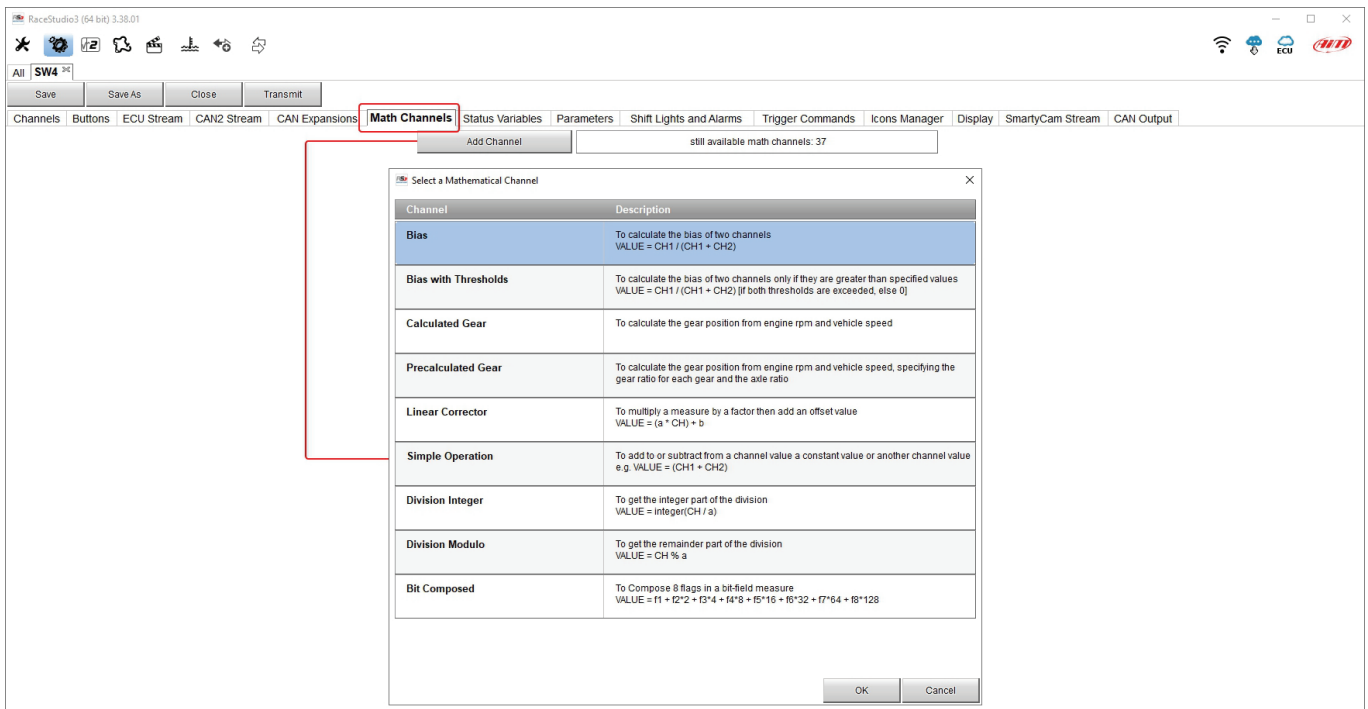 RaceStudio3 (64 bit) 3.38.01
ECU
AiM
All SW4
Save Save As Close Transmit
Channels Buttons ECU Stream CAN2 Stream CAN Expansions Math Channels Status Variables Parameters Shift Lights and Alarms Trigger Commands Icons Manager Display SmartyCam Stream CAN Output
Add Channel still available math channels: 37
Select a Mathematical Channel
Channel Description
Bias
To calculate the bias of two channels
VALUE = CH1 / (CH1 + CH2)
Bias with Thresholds
To calculate the bias of two channels only if they are greater than specified values
VALUE = CH1 / (CH1 + CH2) [if both thresholds are exceeded, else 0]
Calculated Gear
To calculate the gear position from engine rpm and vehicle speed
Precalculated Gear
To calculate the gear position from engine rpm and vehicle speed, specifying the
gear ratio for each gear and the axle ratio
Linear Corrector
To multiply a measure by a factor then add an offset value
VALUE = (a * CH) + b
Simple Operation
To add to or subtract from a channel value a constant value or another channel value
e.g. VALUE = (CH1 + CH2)
Division Integer
To get the integer part of the division
VALUE = integer(CH / a)
Division Modulo
To get the remainder part of the division
VALUE = CH % a
Bit Composed
To Compose 8 flags in a bit-field measure
VALUE = f1 + f2*2 + f3*4 + f4*8 + f5*16 + f6*32 + f7*64 + f8*128
OK Cancel